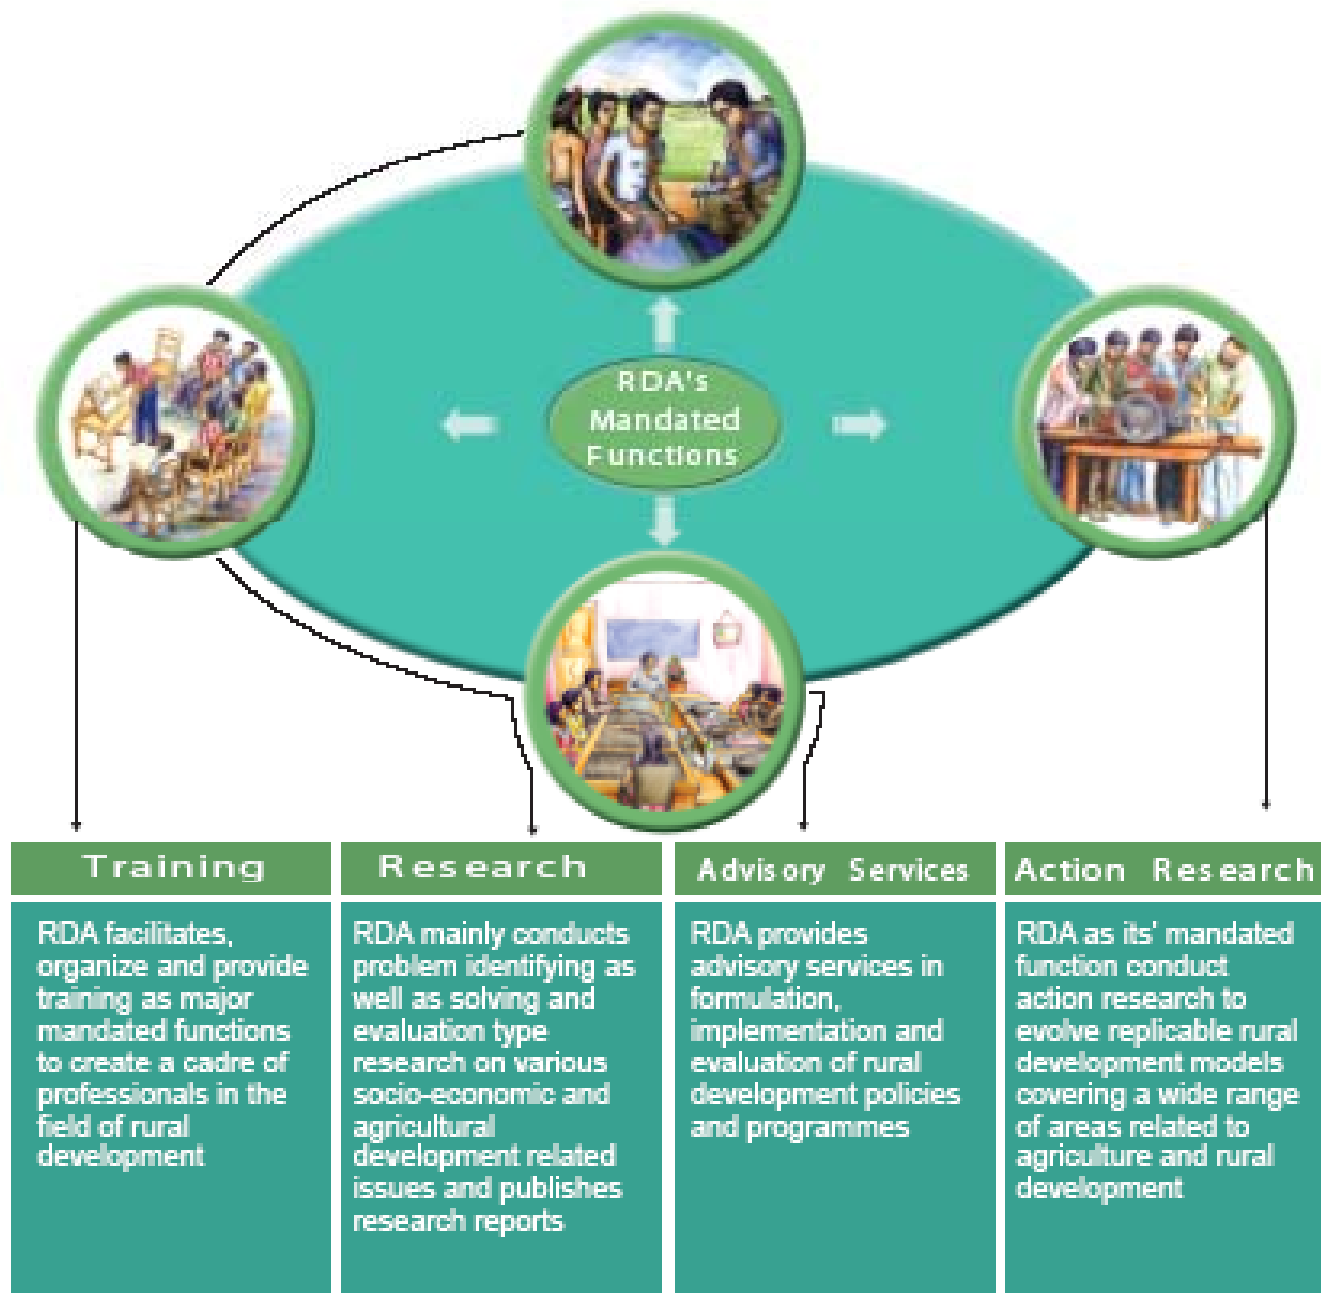 RDA's
Mandated
Functions
Training
RDA facilitates,
organize and provide
training as major
mandated functions
to create a cadre of
professionals in the
field of rural
development
Research
RDA mainly conducts
problem identifying as
well as solving and
evaluation type
research on various
socio-economic and
agricultural
development related
issues and publishes
research reports
Advisory Services
RDA provides
advisory services in
formulation,
implementation and
evaluation of rural
development policies
and programmes
Action Research
RDA as its' mandated
function conduct
action research to
evolve replicable rural
development models
covering a wide range
of areas related to
agriculture and rural
development